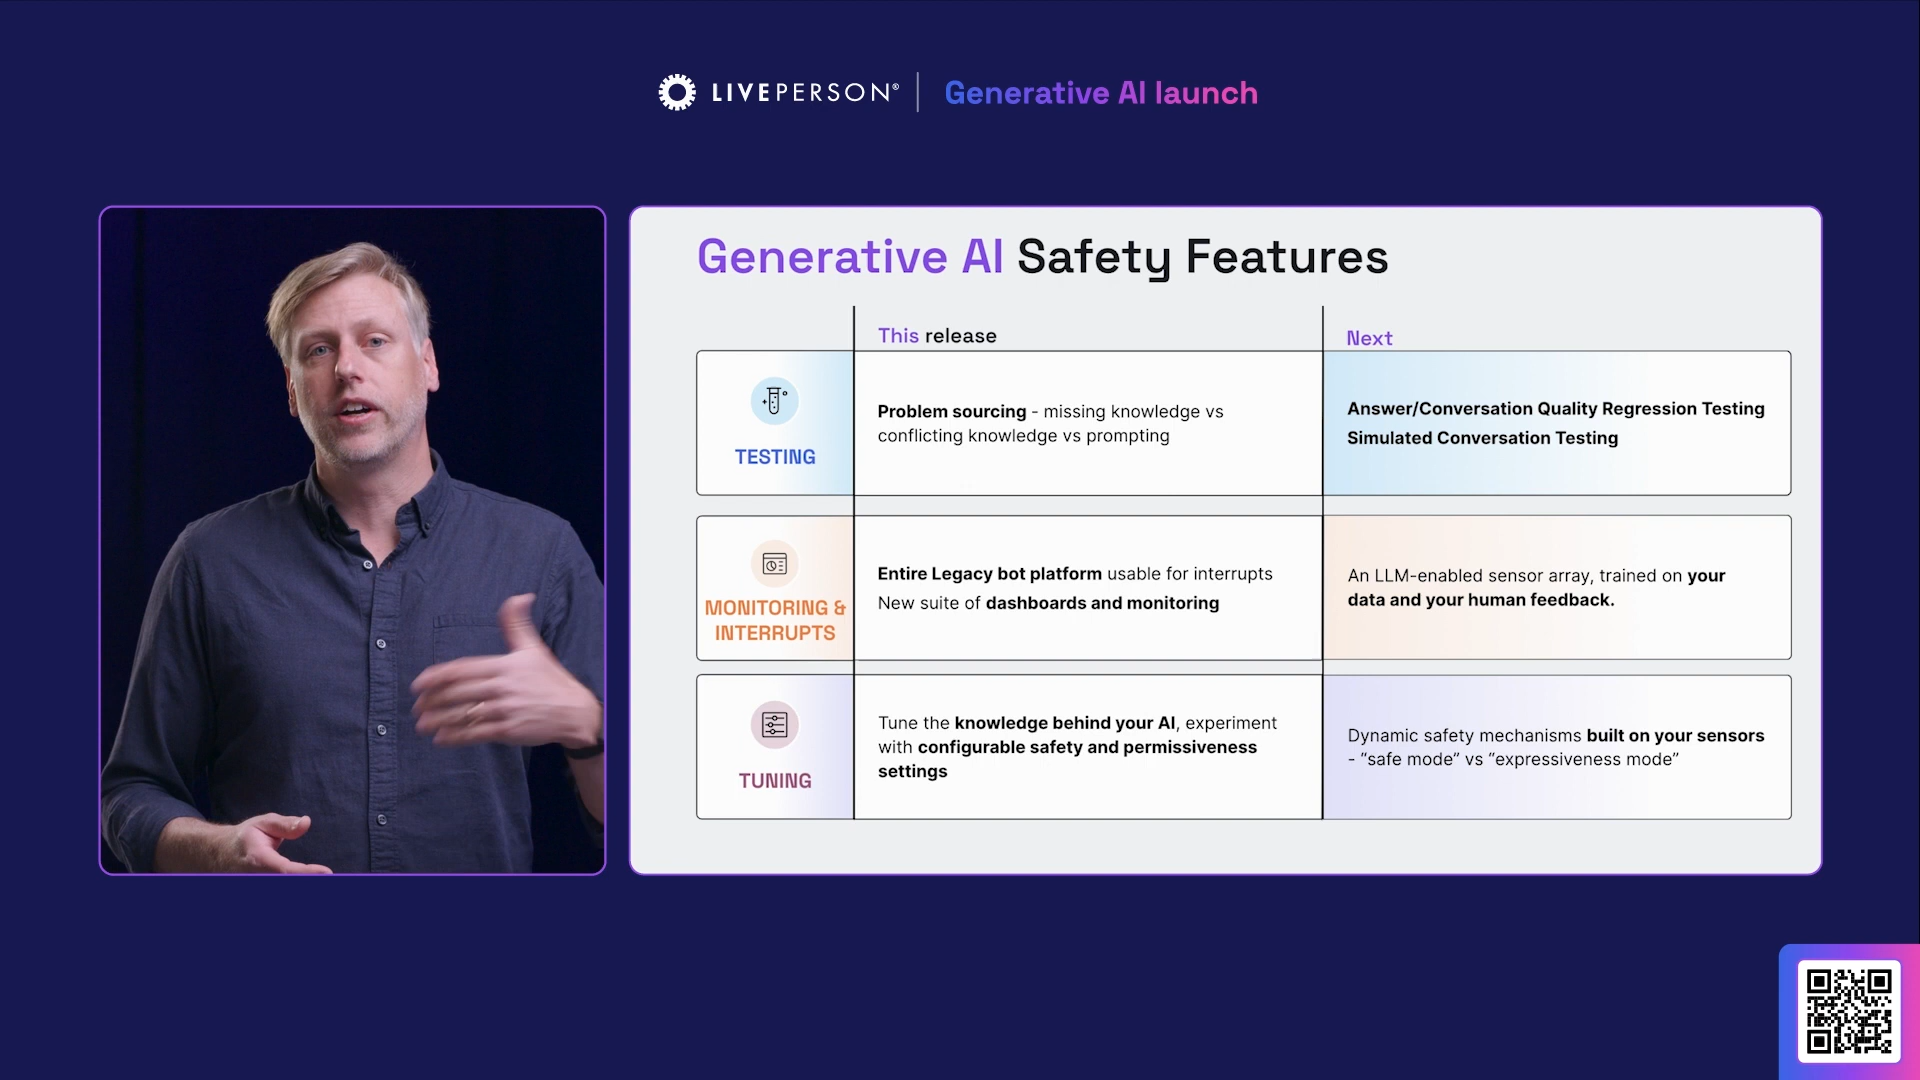 LIVEPERSON® Generative AI launch
Generative AI Safety Features
This release
Next
TESTING
Problem sourcing - missing knowledge vs
conflicting knowledge vs prompting
Answer/Conversation Quality Regression Testing
Simulated Conversation Testing
MONITORING &
INTERRUPTS
Entire Legacy bot platform usable for interrupts
New suite of dashboards and monitoring
An LLM-enabled sensor array, trained on your
data and your human feedback.
TUNING
Tune the knowledge behind your AI, experiment
with configurable safety and permissiveness
settings
Dynamic safety mechanisms built on your sensors
- “safe mode” vs “expressiveness mode”